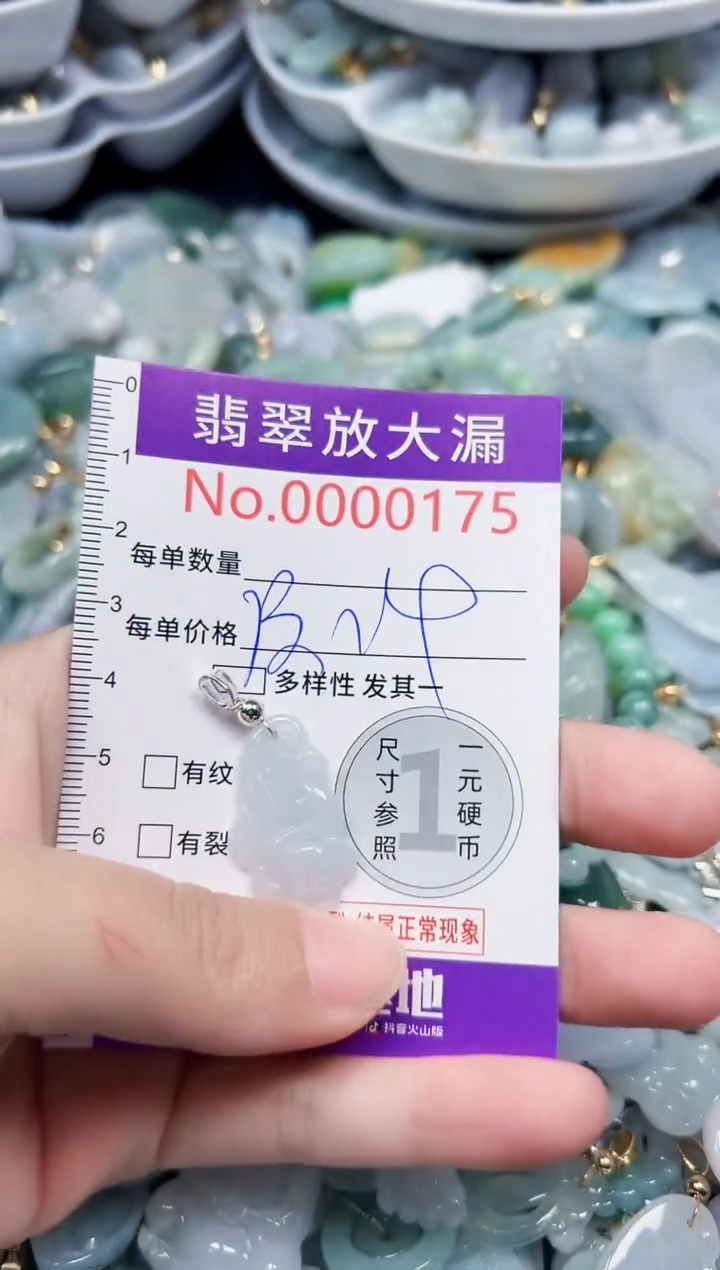 翡翠放大漏
No.0000175
每单数量
每单价格
多样性 发其一
有纹
有裂
尺寸参照
1
一元硬币
正常现象
地
抖音火山版
0
1
2
3
4
5
6